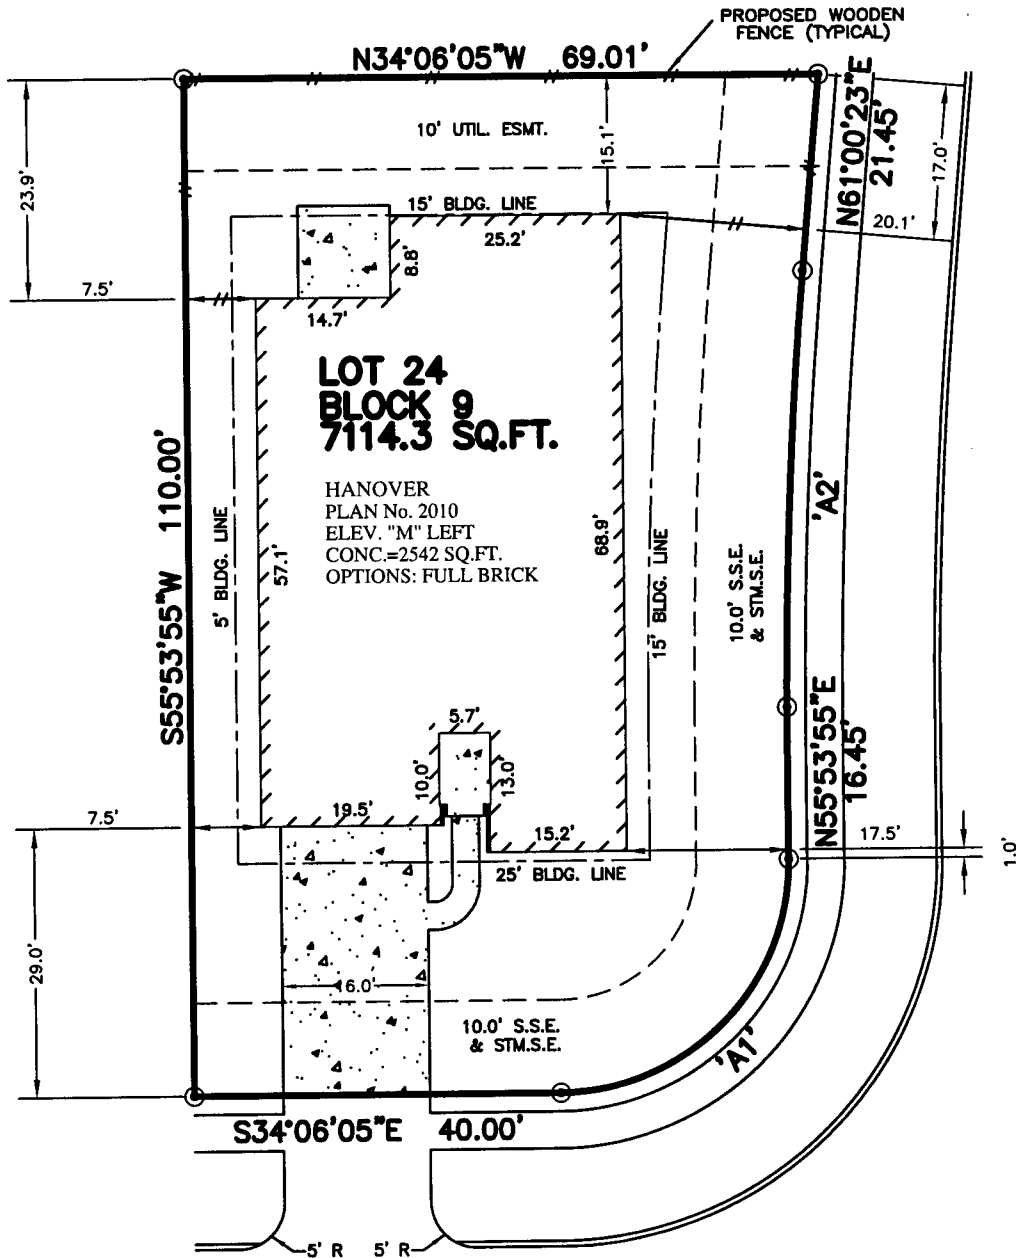 PROPOSED WOODEN
FENCE (TYPICAL)
N34°06'05"W 69.01'
N61°00'23"E
21.45'
10' UTIL. ESMT.
15.1'
17.0'
23.9'
15' BLDG. LINE
25.2'
20.1'
8.8'
7.5'
14.7'
LOT 24
BLOCK 9
7114.3 SQ.FT.
HANOVER
PLAN No. 2010
ELEV. "M" LEFT
CONC.=2542 SQ.FT.
OPTIONS: FULL BRICK
S55°53'55"W 110.00'
5' BLDG. LINE
57.1'
68.9'
15' BLDG. LINE
10.0' S.S.E.
& STM.S.E.
'A2'
N55°53'55"E
16.45'
5.7'
10.0'
13.0'
7.5'
19.5'
15.2'
17.5'
1.0'
25' BLDG. LINE
29.0'
16.0'
10.0' S.S.E.
& STM.S.E.
'A1'
S34°06'05"E 40.00'
5' R 5' R